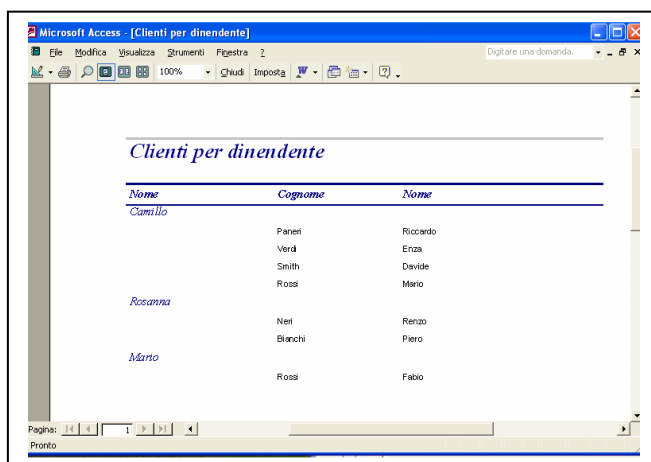 Microsoft Access - [Clienti per dinendente]
File Modifica Visualizza Strumenti Finestra ? Digitare una domanda.
100% Chiudi Imposta
Clienti per dinendente
Nome Cognome Nome
Camillo
Paneri Riccardo
Verdi Enza
Smith Davide
Rossi Mario
Rosanna
Neri Renzo
Bianchi Piero
Mario
Rossi Fabio
Pagina: 1
Pronto